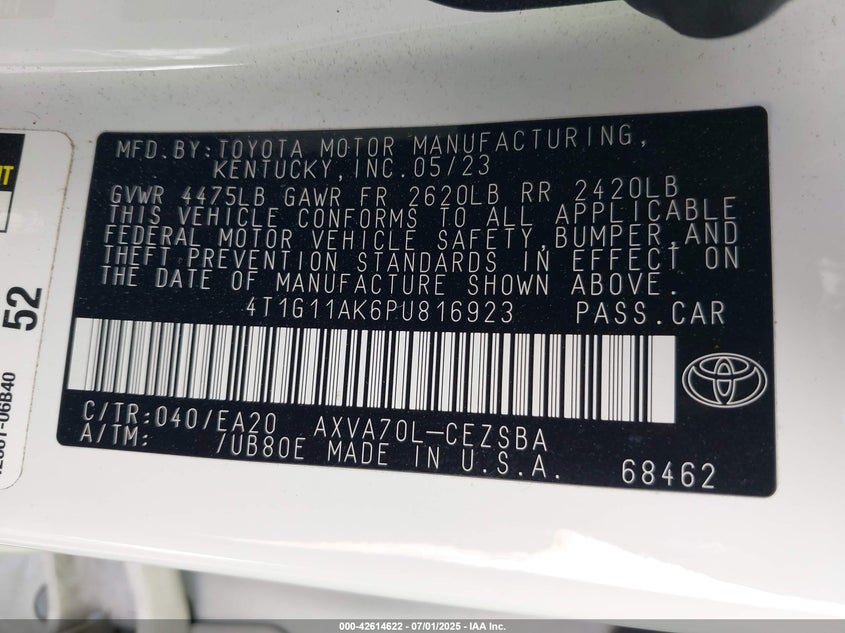 MFD.BY:TOYOTA MOTOR MANUFACTURING,
KENTUCKY,INC.05/23
GVWR 4475LB GAWR FR 2620LB RR 2420LB
THIS VEHICLE CONFORMS TO ALL APPLICABLE
FEDERAL MOTOR VEHICLE SAFETY,BUMPER,AND
THEFT PREVENTION STANDARDS IN EFFECT ON
THE DATE OF MANUFACTURE SHOWN ABOVE.
4T1G11AK6PU816923 PASS.CAR
C/TR:040/EA20 AXVA70L-CEZSBA
A/TM: /UB80E MADE IN U.S.A.
68462
52
000-42614622 - 07/01/2025 - IAA Inc.